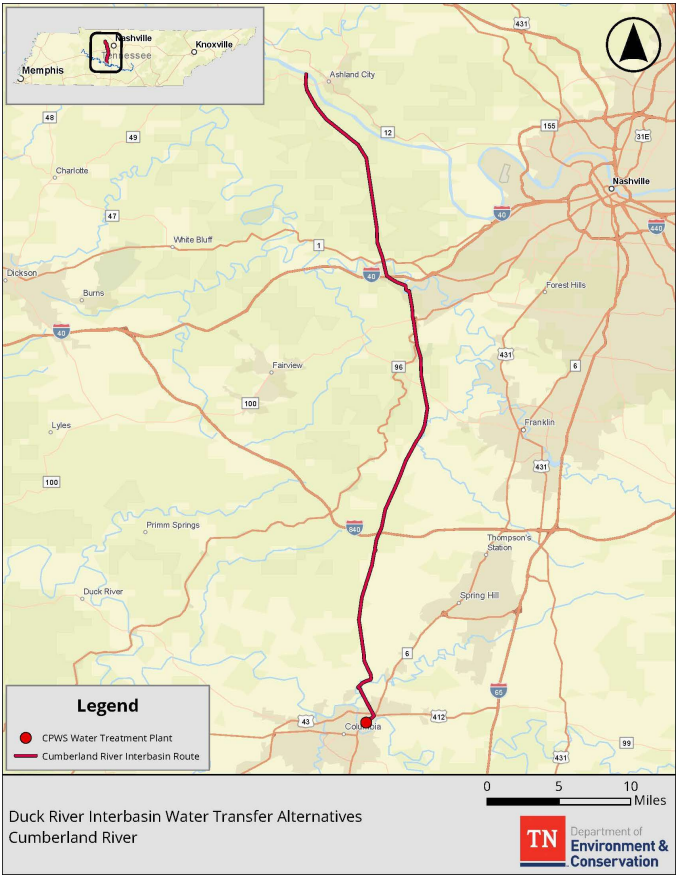 Nashville
Knoxville
Tennessee
Memphis
431
Ashland City
48
12
155
49
31E
Charlotte
Nashville
47
40
440
White Bluff
1
Dickson
40
Burns
Forest Hills
40
431
96
6
Fairview
100
Franklin
Lyles
431
100
Primm Springs
840
Thompson's
Station
Duck River
Spring Hill
6
65
Legend
43
412
Columbia
CPWS Water Treatment Plant
Cumberland River Interbasin Route
99
431
0 5 10
Miles
Duck River Interbasin Water Transfer Alternatives
Cumberland River
TN
Department of
Environment &
Conservation